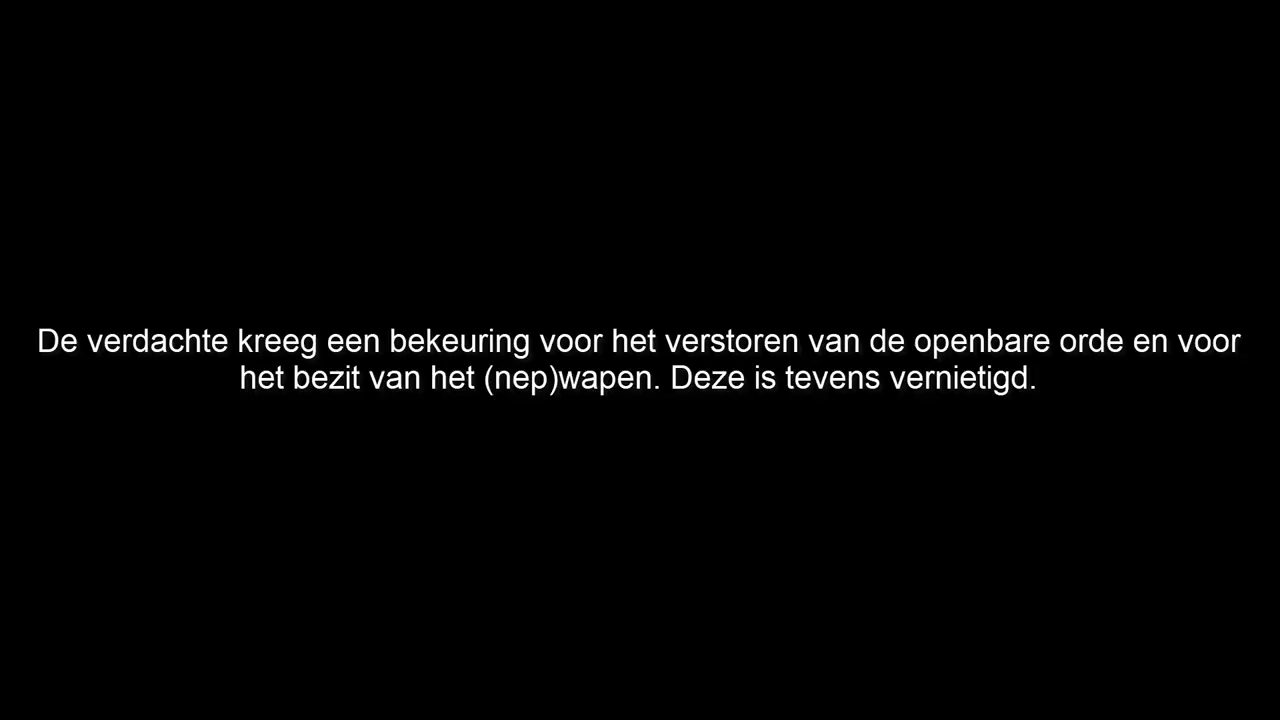 De verdachte kreeg een bekeuring voor het verstoren van de openbare orde en voor
het bezit van het (nep)wapen. Deze is tevens vernietigd.